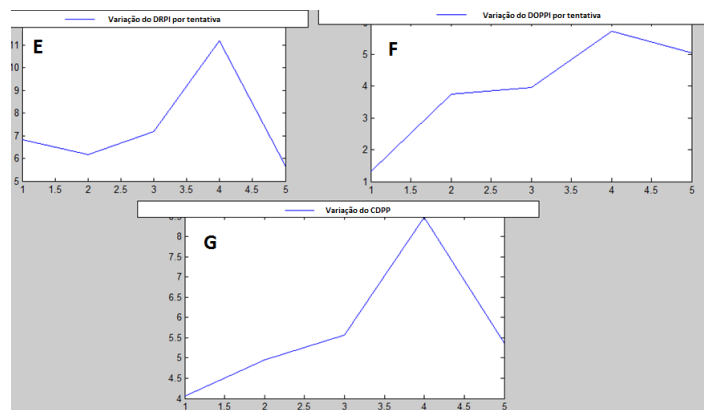 Variação do DRPI por tentativa
E
11
10
9
8
7
6
5
1 1.5 2 2.5 3 3.5 4 4.5 5
Variação do DOPPI por tentativa
F
5
4
3
2
1
1 1.5 2 2.5 3 3.5 4 4.5 5
Variação do CDPP
G
8.5
8
7.5
7
6.5
6
5.5
5
4.5
4
1 1.5 2 2.5 3 3.5 4 4.5 5